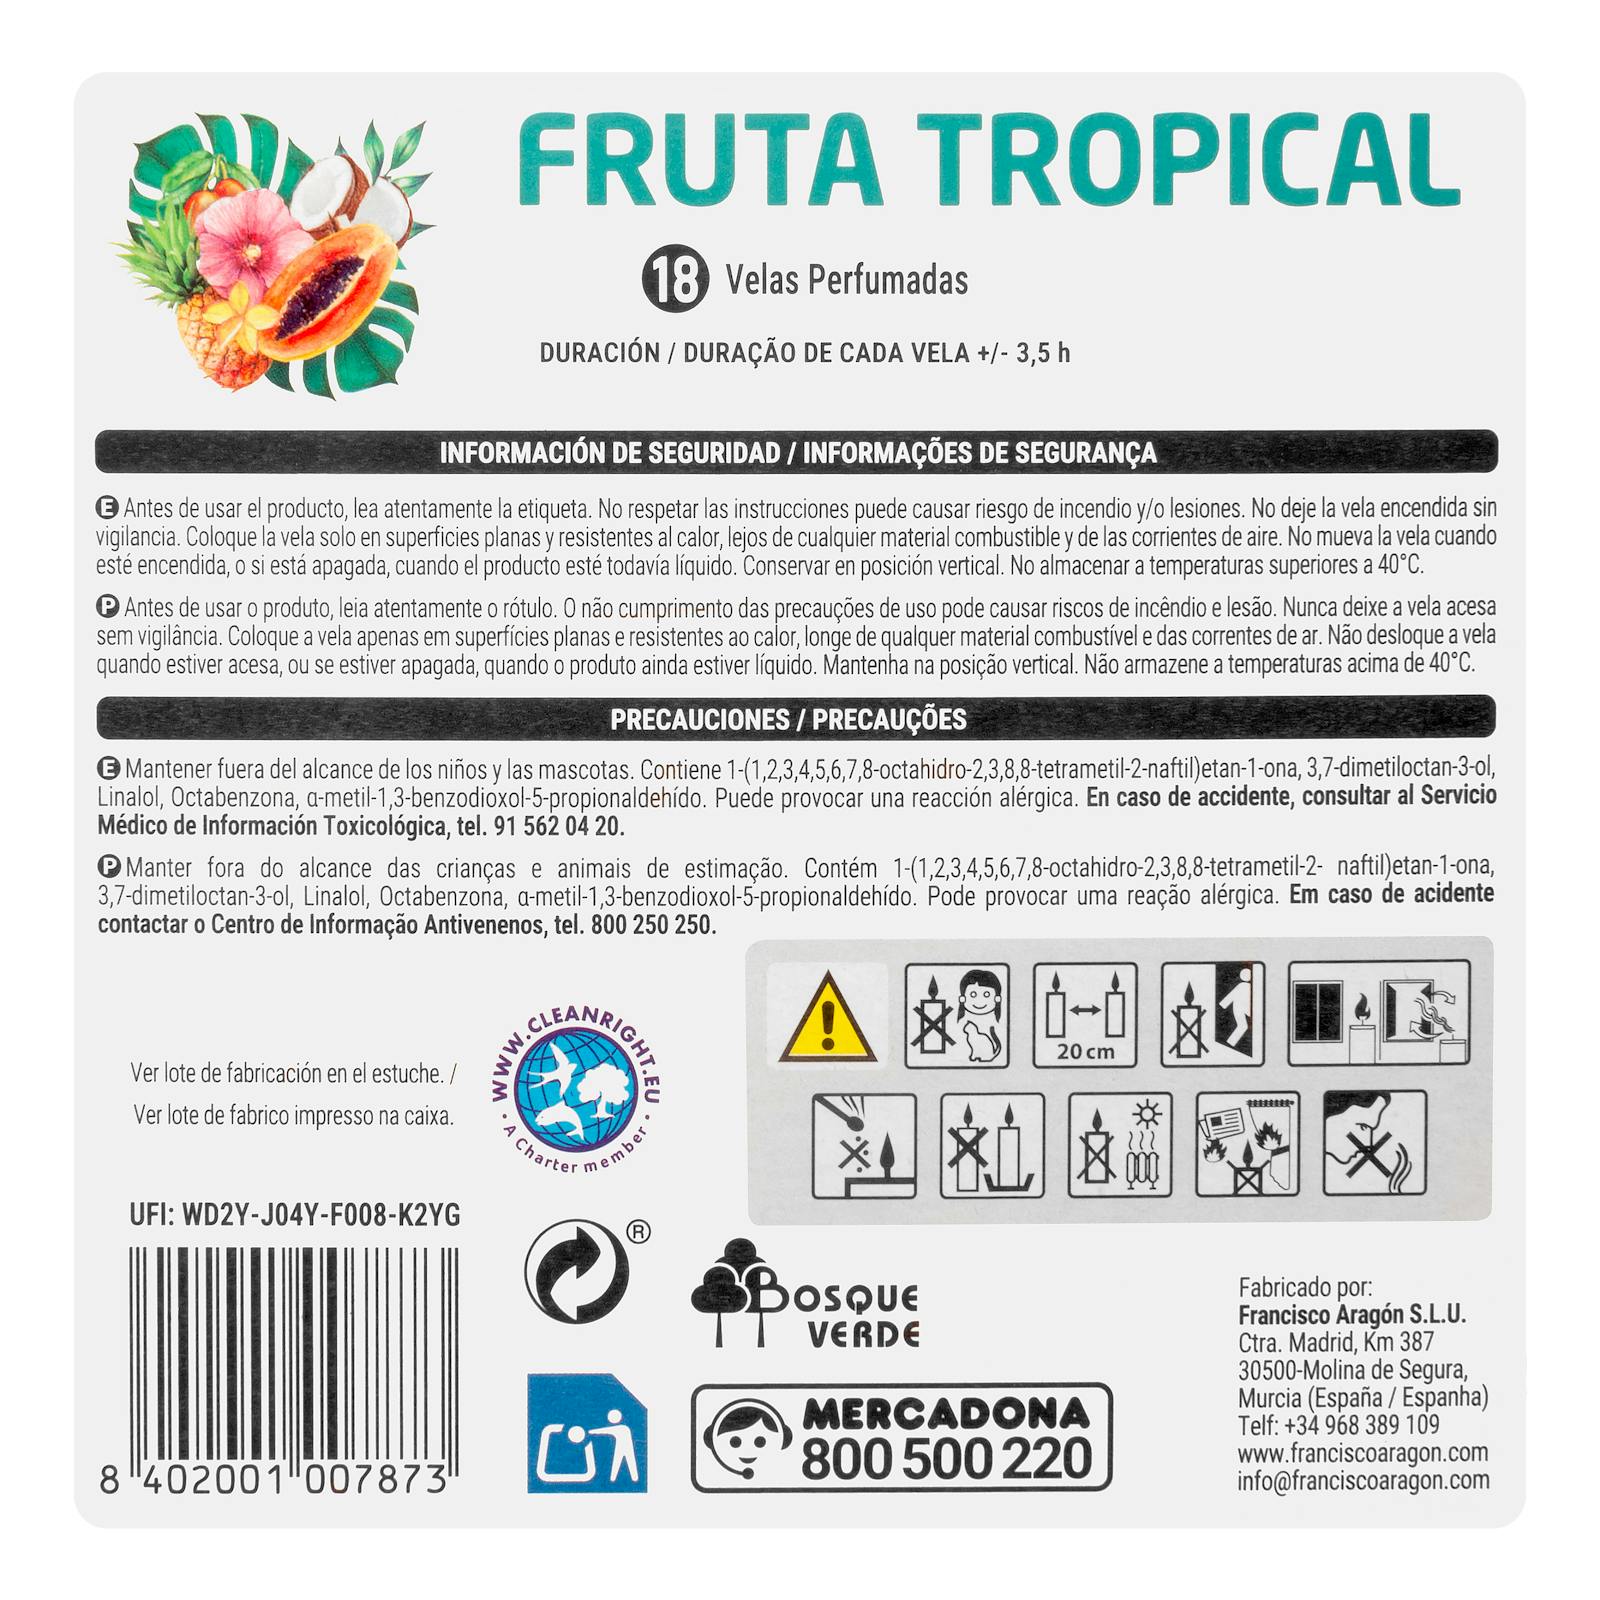 FRUTA TROPICAL
18 Velas Perfumadas
DURACIÓN / DURAÇÃO DE CADA VELA +/- 3,5 h
INFORMACIÓN DE SEGURIDAD / INFORMAÇÕES DE SEGURANÇA
E Antes de usar el producto, lea atentamente la etiqueta. No respetar las instrucciones puede causar riesgo de incendio y/o lesiones. No deje la vela encendida sin
vigilancia. Coloque la vela solo en superficies planas y resistentes al calor, lejos de cualquier material combustible y de las corrientes de aire. No mueva la vela cuando
esté encendida, o si está apagada, cuando el producto esté todavía líquido. Conservar en posición vertical. No almacenar a temperaturas superiores a 40°C.
P Antes de usar o produto, leia atentamente o rótulo. O não cumprimento das precauções de uso pode causar riscos de incêndio e lesão. Nunca deixe a vela acesa
sem vigilância. Coloque a vela apenas em superfícies planas e resistentes ao calor, longe de qualquer material combustível e das correntes de ar. Não desloque a vela
quando estiver acesa, ou se estiver apagada, quando o produto ainda estiver líquido. Mantenha na posição vertical. Não armazene a temperaturas acima de 40°C.
PRECAUCIONES / PRECAUÇÕES
E Mantener fuera del alcance de los niños y las mascotas. Contiene 1-(1,2,3,4,5,6,7,8-octahidro-2,3,8,8-tetrametil-2-naftil)etan-1-ona, 3,7-dimetiloctan-3-ol,
Linalol, Octabenzona, α-metil-1,3-benzodioxol-5-propionaldehído. Puede provocar una reacción alérgica. En caso de accidente, consultar al Servicio
Médico de Información Toxicológica, tel. 91 562 04 20.
P Manter fora do alcance das crianças e animais de estimação. Contém 1-(1,2,3,4,5,6,7,8-octahidro-2,3,8,8-tetrametil-2- naftil)etan-1-ona,
3,7-dimetiloctan-3-ol, Linalol, Octabenzona, α-metil-1,3-benzodioxol-5-propionaldehído. Pode provocar uma reação alérgica. Em caso de acidente
contactar o Centro de Informação Antivenenos, tel. 800 250 250.
20 cm
WWW.CLEANRIGHT.EU
A Charter member
Ver lote de fabricación en el estuche. /
Ver lote de fabrico impresso na caixa.
UFI: WD2Y-J04Y-F008-K2YG
8 402001 007873
®
BOSQUE
VERDE
MERCADONA
800 500 220
Fabricado por:
Francisco Aragón S.L.U.
Ctra. Madrid, Km 387
30500-Molina de Segura,
Murcia (España / Espanha)
Telf: +34 968 389 109
www.franciscoaragon.com
info@franciscoaragon.com